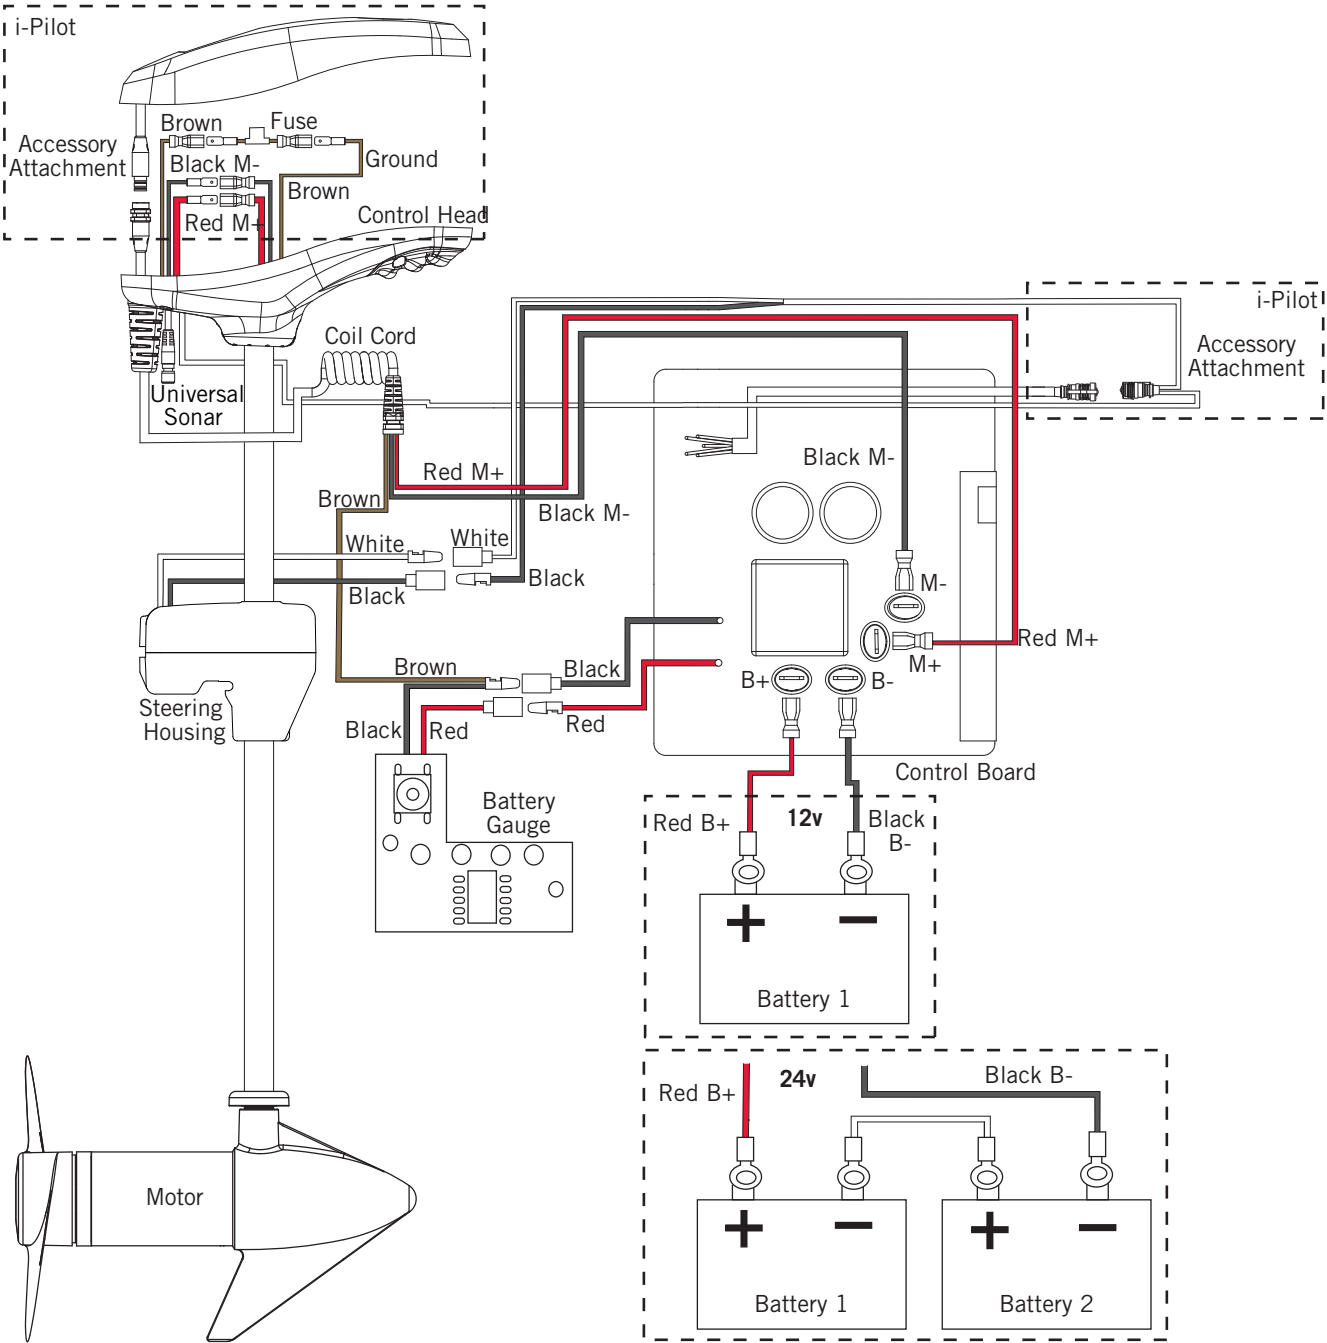 i-Pilot
Brown
Fuse
Accessory
Attachment
Ground
Black M-
Brown
Red M+
Control Head
i-Pilot
Accessory
Attachment
Coil Cord
Universal
Sonar
Black M-
Red M+
Brown
Black M-
White
White
Black
Black
M-
Red M+
M+
Brown
Black
B+
B-
Steering
Housing
Black
Red
Red
Control Board
Battery
Gauge
Red B+
12v
Black
B-
Battery 1
24v
Black B-
Red B+
Motor
Battery 1
Battery 2